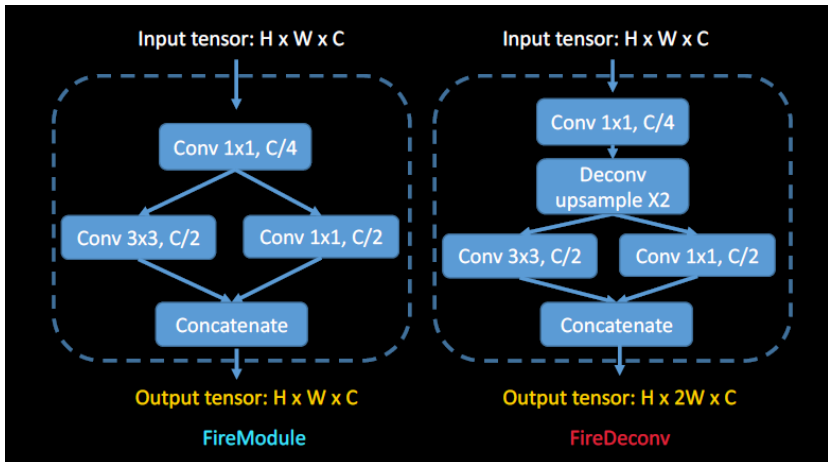 Input tensor: H x W x C
Conv 1x1, C/4
Conv 3x3, C/2
Conv 1x1, C/2
Concatenate
Output tensor: H x W x C
FireModule
Input tensor: H x W x C
Conv 1x1, C/4
Deconv
upsample X2
Conv 3x3, C/2
Conv 1x1, C/2
Concatenate
Output tensor: H x 2W x C
FireDeconv